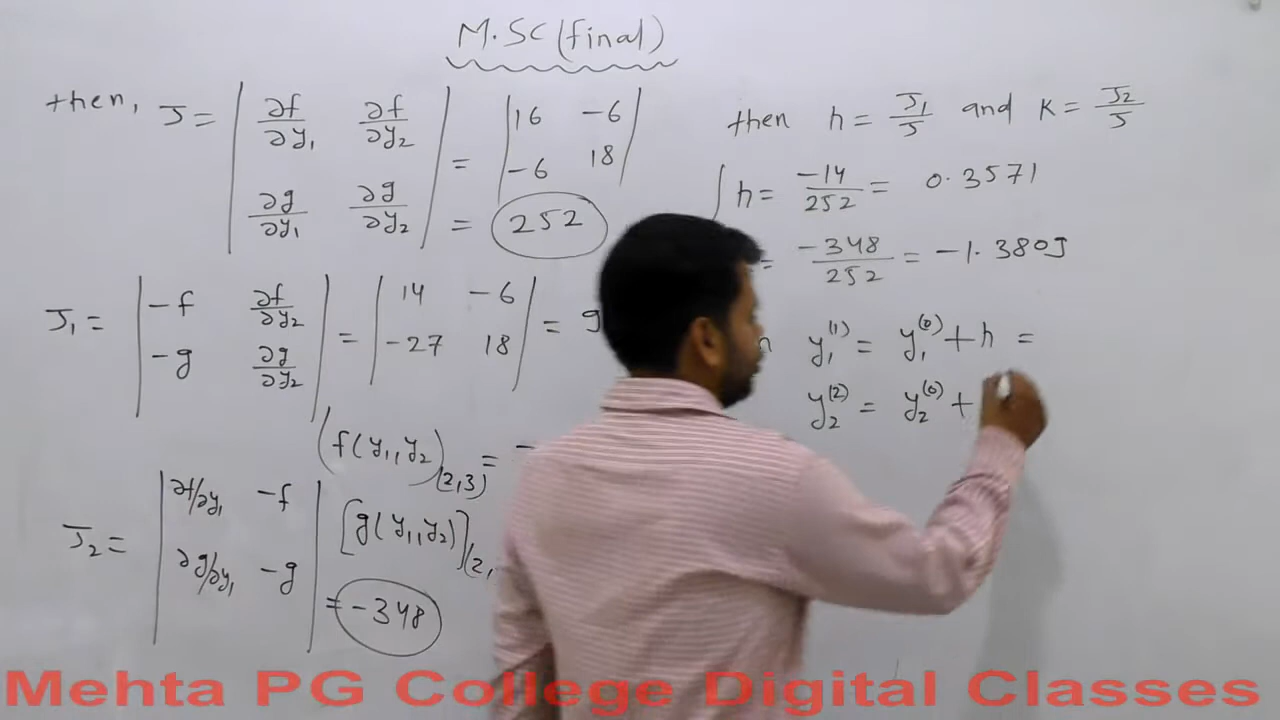 M.SC (final)
then, J = | ∂f/∂y₁ ∂f/∂y₂ | = | 16 -6 |
| ∂g/∂y₁ ∂g/∂y₂ | | -6 18 |
= 252
J₁ = | -f ∂f/∂y₂ | = | 14 -6 | = 9
| -g ∂g/∂y₂ | | -27 18 |
(f(y₁,y₂)₍₂,₃₎ = -
J₂ = | ∂f/∂y₁ -f | [g(y₁,y₂)]₍₂,
| ∂g/∂y₁ -g |
= -348
then h = J₁/J and K = J₂/J
h = -14/252 = 0.3571
= -348/252 = -1.3809
n y₁⁽¹⁾ = y₁⁽⁰⁾ + h =
y₂⁽²⁾ = y₂⁽⁰⁾ +
Mehta PG College Digital Classes